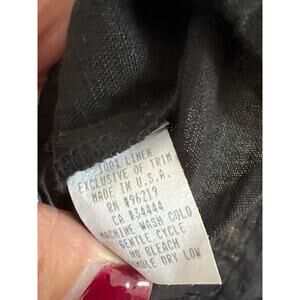 100% LINEN
EXCLUSIVE OF TRIM
MADE IN U.S.A.
RN #96219
CA #34444
MACHINE WASH COLD
GENTLE CYCLE
NO BLEACH
TUMBLE DRY LOW